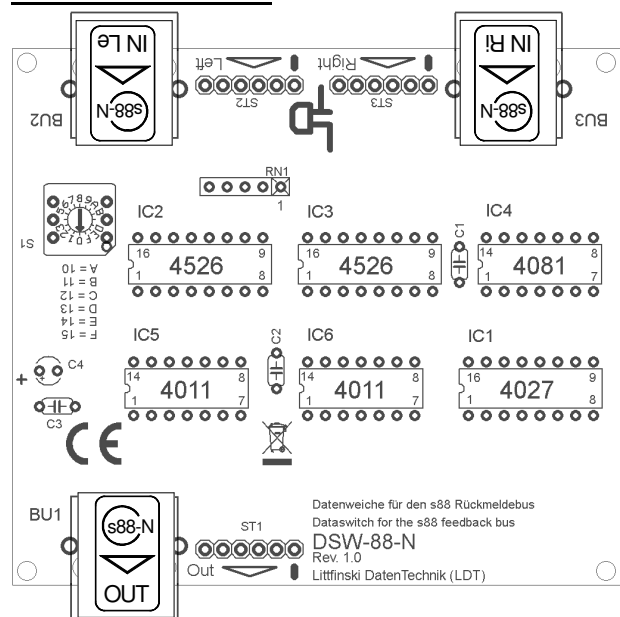 IN Le
s88-N
BU2
Left
ST2
Right
ST3
IN Ri
s88-N
BU3
RN1
1
S1
0123456789ABCDEF
A = 10
B = 11
C = 12
D = 13
E = 14
F = 15
IC2
16 9
4526
1 8
IC3
16 9
4526
1 8
C1
IC4
14 8
4081
1 7
+
C4
C3
CE
IC5
14 8
4011
1 7
C2
IC6
14 8
4011
1 7
IC1
16 9
4027
1 8
BU1
s88-N
OUT
ST1
Out
Datenweiche für den s88 Rückmeldebus
Dataswitch for the s88 feedback bus
DSW-88-N
Rev. 1.0
Littfinski DatenTechnik (LDT)